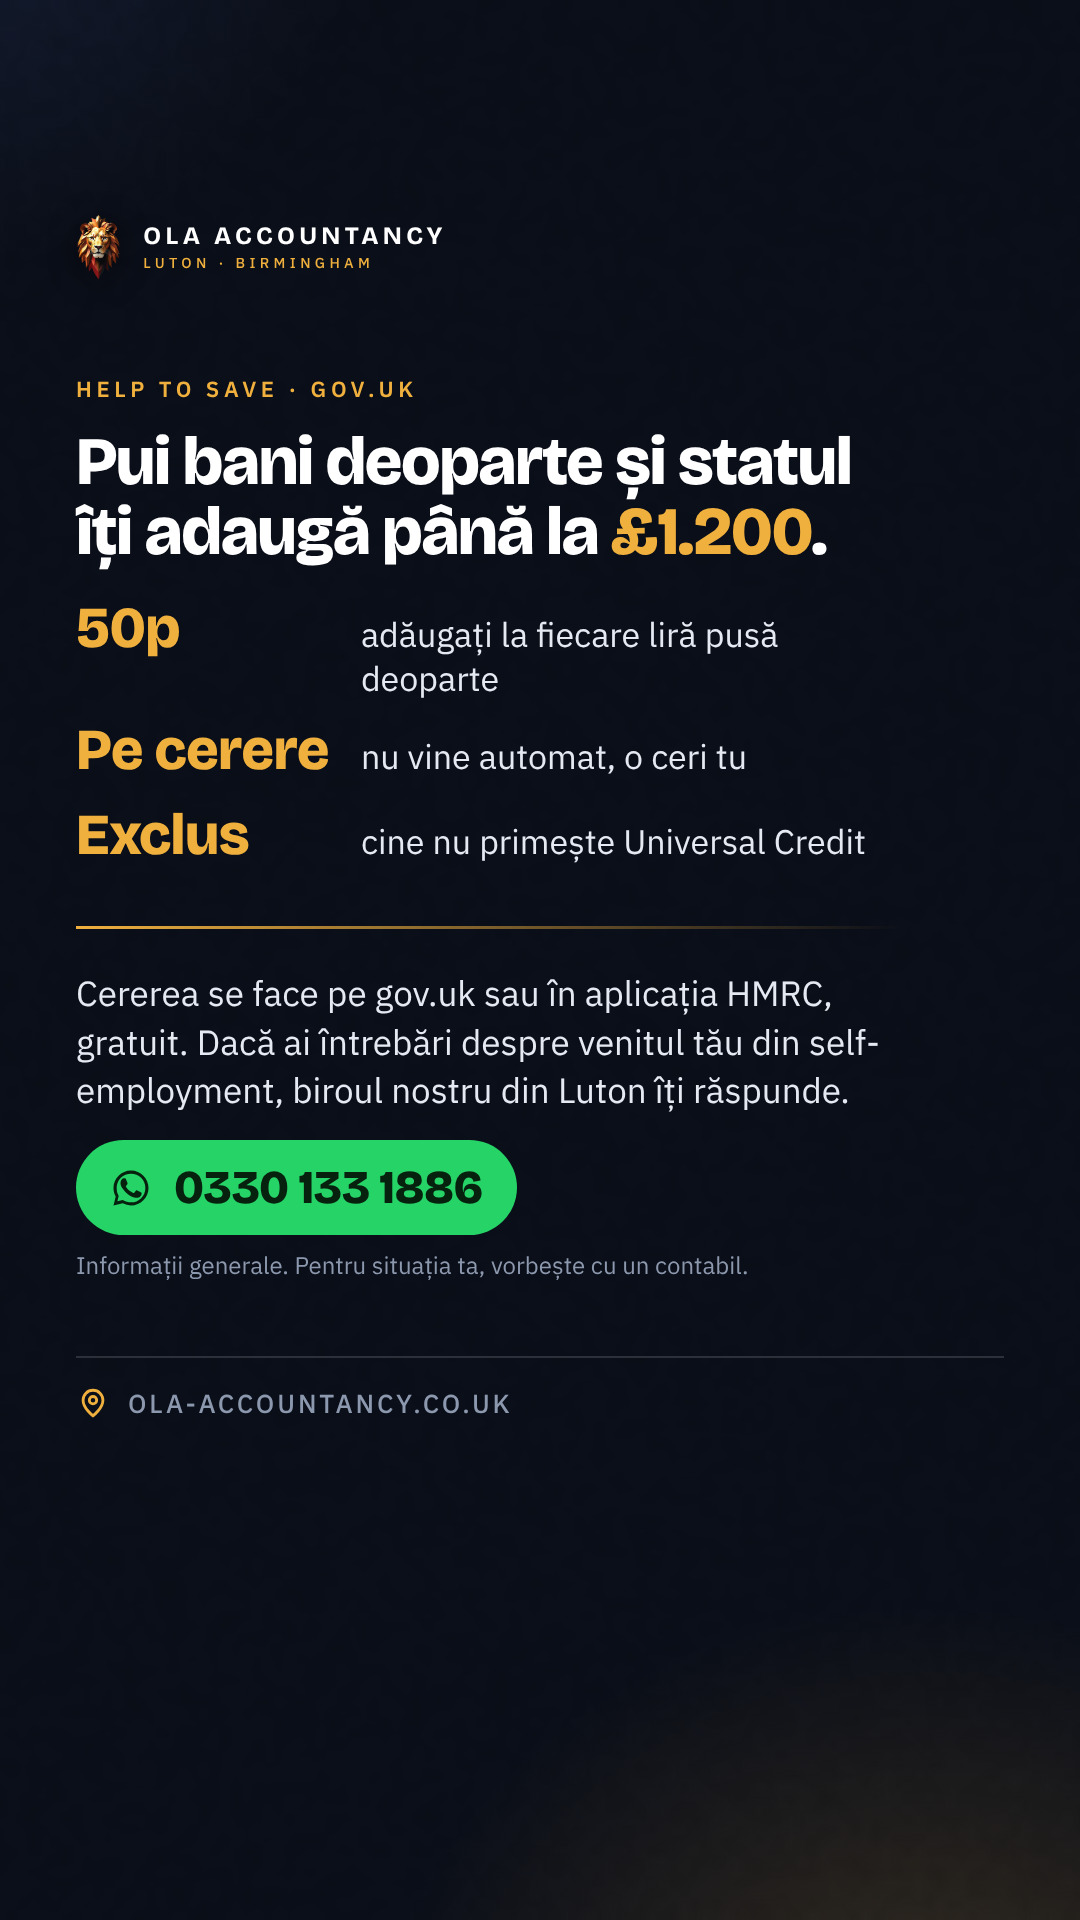 OLA ACCOUNTANCY
LUTON · BIRMINGHAM
HELP TO SAVE · GOV.UK
Pui bani deoparte și statul
îți adaugă până la £1.200.
50p adăugați la fiecare liră pusă
deoparte
Pe cerere nu vine automat, o ceri tu
Exclus cine nu primește Universal Credit
Cererea se face pe gov.uk sau în aplicația HMRC,
gratuit. Dacă ai întrebări despre venitul tău din self-
employment, biroul nostru din Luton îți răspunde.
0330 133 1886
Informații generale. Pentru situația ta, vorbește cu un contabil.
OLA-ACCOUNTANCY.CO.UK